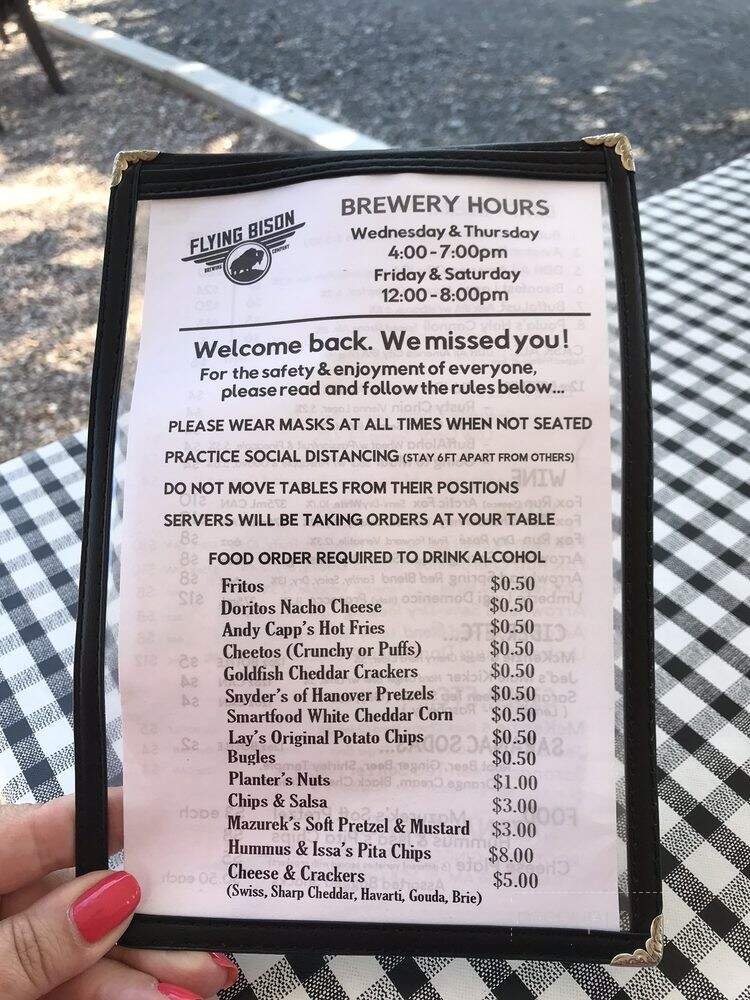 FLYING BISON
BREWING COMPANY
BREWERY HOURS
Wednesday & Thursday
4:00 - 7:00pm
Friday & Saturday
12:00 - 8:00pm
Welcome back. We missed you!
For the safety & enjoyment of everyone,
please read and follow the rules below...
PLEASE WEAR MASKS AT ALL TIMES WHEN NOT SEATED
PRACTICE SOCIAL DISTANCING (STAY 6FT APART FROM OTHERS)
DO NOT MOVE TABLES FROM THEIR POSITIONS
SERVERS WILL BE TAKING ORDERS AT YOUR TABLE
FOOD ORDER REQUIRED TO DRINK ALCOHOL
Fritos $0.50
Doritos Nacho Cheese $0.50
Andy Capp's Hot Fries $0.50
Cheetos (Crunchy or Puffs) $0.50
Goldfish Cheddar Crackers $0.50
Snyder's of Hanover Pretzels $0.50
Smartfood White Cheddar Corn $0.50
Lay's Original Potato Chips $0.50
Bugles $0.50
Planter's Nuts $1.00
Chips & Salsa $3.00
Mazurek's Soft Pretzel & Mustard $3.00
Hummus & Issa's Pita Chips $8.00
Cheese & Crackers $5.00
(Swiss, Sharp Cheddar, Havarti, Gouda, Brie)